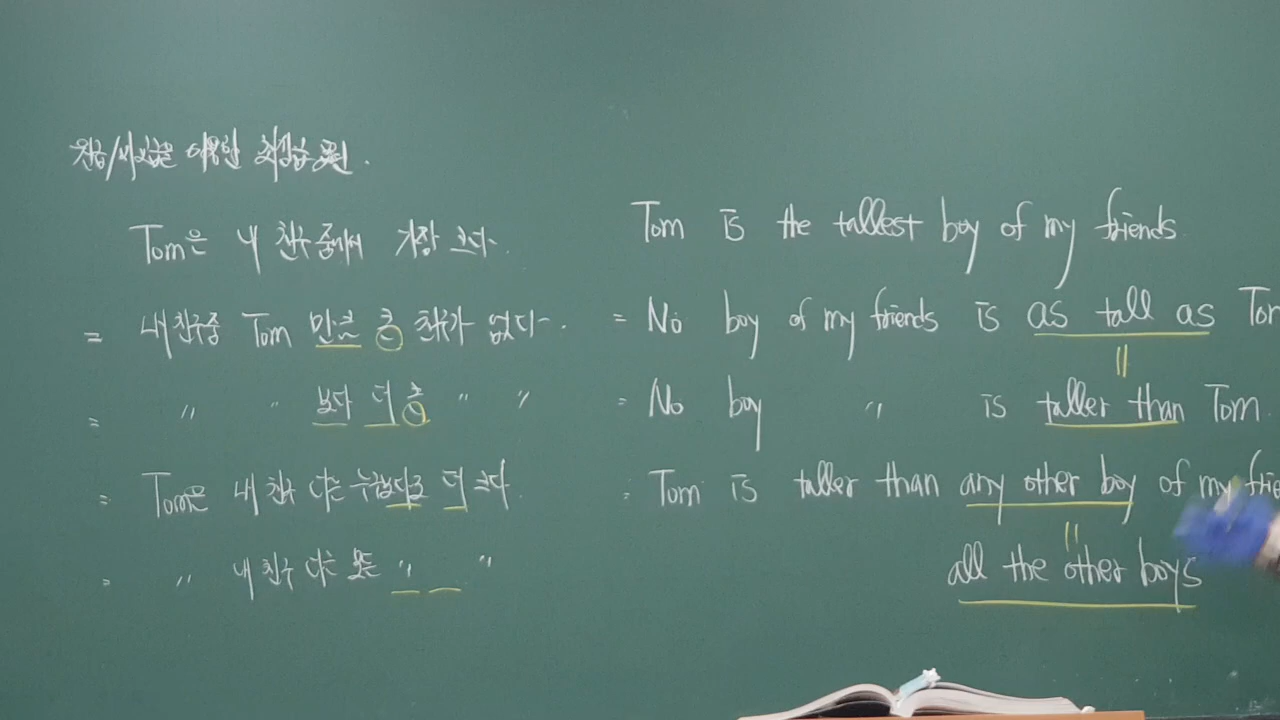 원급/비교급을 이용한 최상급 표현.
Tom은 내 친구 중에서 가장 크다.
= 내 친구 중 Tom 만큼 큰 친구가 없다.
= " " 보다 더 큰 " "
= Tom은 내 친구 다른 누구보다도 더 크다.
= " 내 친구 다른 모든 " "
Tom is the tallest boy of my friends.
= No boy of my friends is as tall as Tom
||
= No boy " is taller than Tom.
= Tom is taller than any other boy of my frie
||
all the other boys